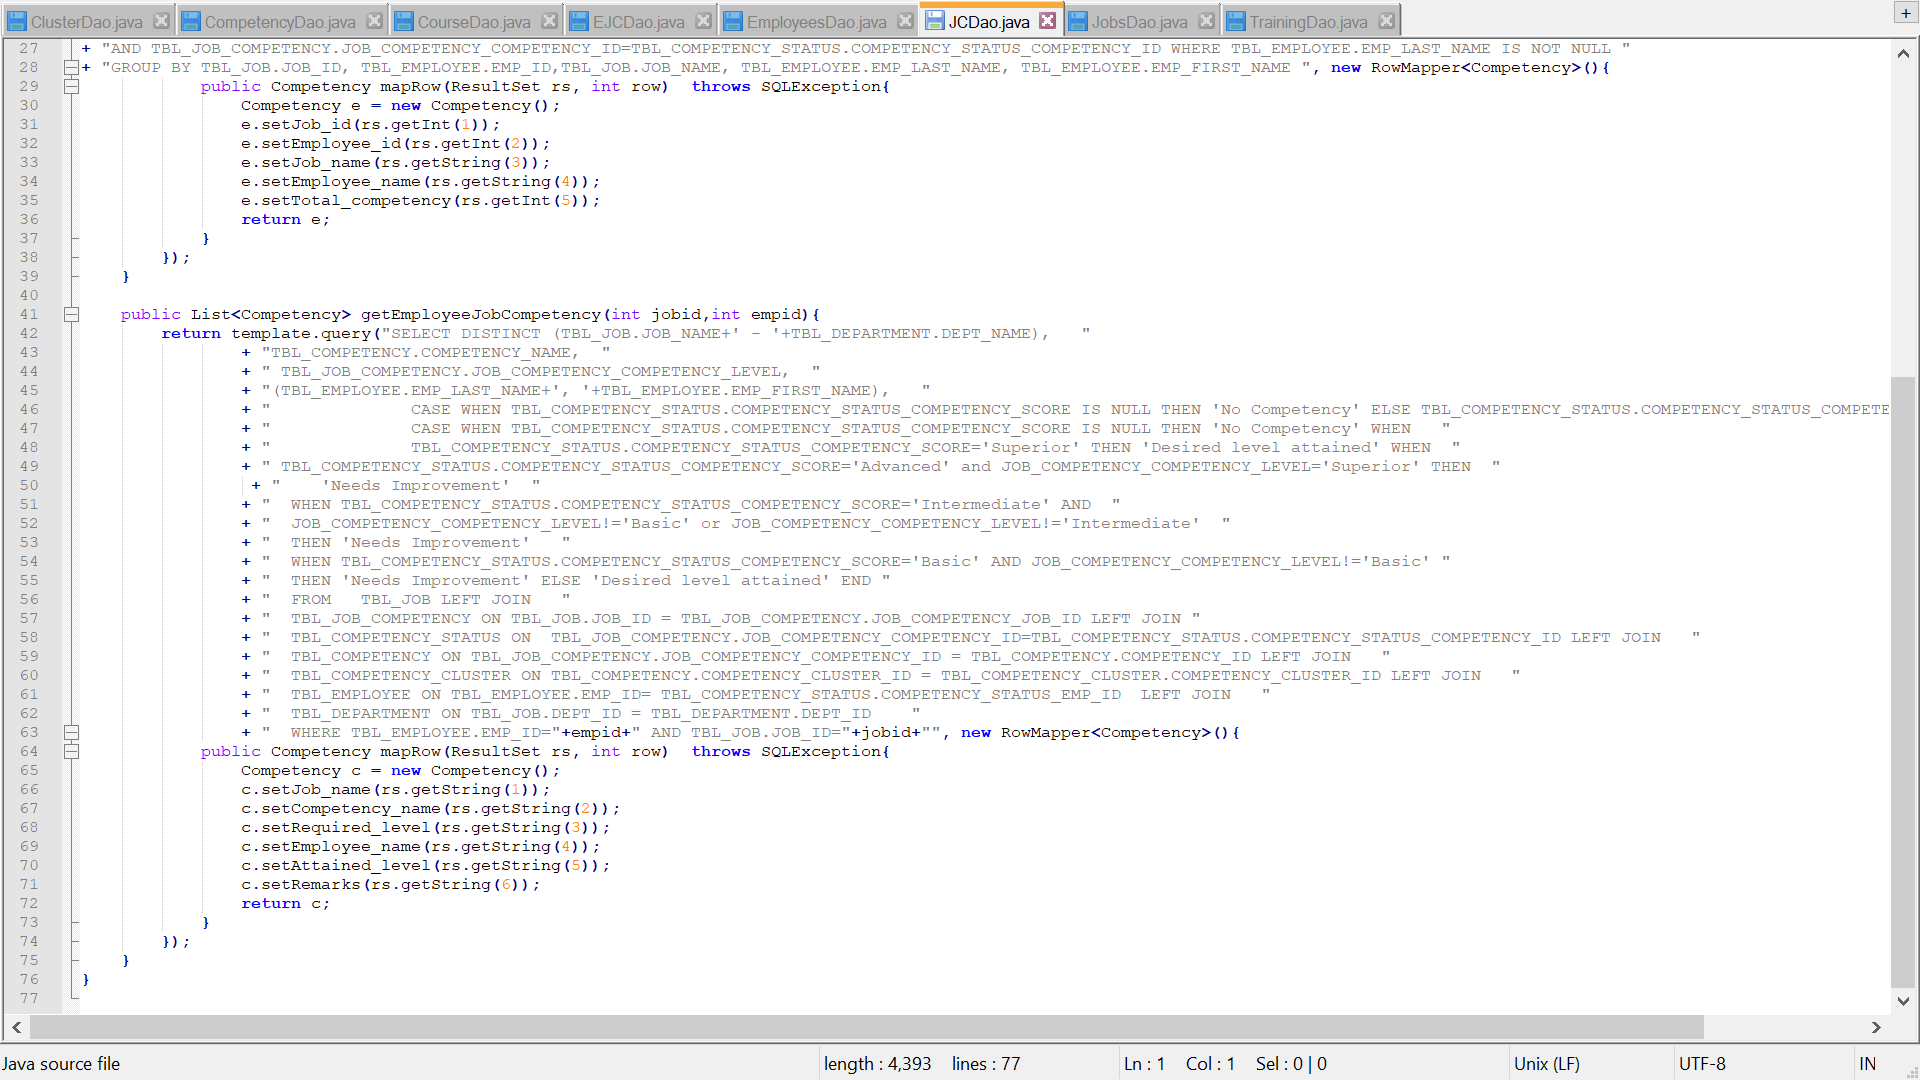 ClusterDao.java CompetencyDao.java CourseDao.java EJCDao.java EmployeesDao.java JCDao.java JobsDao.java TrainingDao.java +
27 + "AND TBL_JOB_COMPETENCY.JOB_COMPETENCY_COMPETENCY_ID=TBL_COMPETENCY_STATUS.COMPETENCY_STATUS_COMPETENCY_ID WHERE TBL_EMPLOYEE.EMP_LAST_NAME IS NOT NULL "
28 + "GROUP BY TBL_JOB.JOB_ID, TBL_EMPLOYEE.EMP_ID,TBL_JOB.JOB_NAME, TBL_EMPLOYEE.EMP_LAST_NAME, TBL_EMPLOYEE.EMP_FIRST_NAME ", new RowMapper<Competency>(){
29 public Competency mapRow(ResultSet rs, int row)  throws SQLException{
30 Competency e = new Competency();
31 e.setJob_id(rs.getInt(1));
32 e.setEmployee_id(rs.getInt(2));
33 e.setJob_name(rs.getString(3));
34 e.setEmployee_name(rs.getString(4));
35 e.setTotal_competency(rs.getInt(5));
36 return e;
37 }
38 });
39 }
40
41 public List<Competency> getEmployeeJobCompetency(int jobid,int empid){
42 return template.query("SELECT DISTINCT (TBL_JOB.JOB_NAME+' - '+TBL_DEPARTMENT.DEPT_NAME),   "
43 + "TBL_COMPETENCY.COMPETENCY_NAME,  "
44 + " TBL_JOB_COMPETENCY.JOB_COMPETENCY_COMPETENCY_LEVEL,  "
45 + "(TBL_EMPLOYEE.EMP_LAST_NAME+', '+TBL_EMPLOYEE.EMP_FIRST_NAME),   "
46 + "              CASE WHEN TBL_COMPETENCY_STATUS.COMPETENCY_STATUS_COMPETENCY_SCORE IS NULL THEN 'No Competency' ELSE TBL_COMPETENCY_STATUS.COMPETENCY_STATUS_COMPETE
47 + "              CASE WHEN TBL_COMPETENCY_STATUS.COMPETENCY_STATUS_COMPETENCY_SCORE IS NULL THEN 'No Competency' WHEN   "
48 + "              TBL_COMPETENCY_STATUS.COMPETENCY_STATUS_COMPETENCY_SCORE='Superior' THEN 'Desired level attained' WHEN  "
49 + " TBL_COMPETENCY_STATUS.COMPETENCY_STATUS_COMPETENCY_SCORE='Advanced' and JOB_COMPETENCY_COMPETENCY_LEVEL='Superior' THEN  "
50 + "    'Needs Improvement'  "
51 + "  WHEN TBL_COMPETENCY_STATUS.COMPETENCY_STATUS_COMPETENCY_SCORE='Intermediate' AND  "
52 + "  JOB_COMPETENCY_COMPETENCY_LEVEL!='Basic' or JOB_COMPETENCY_COMPETENCY_LEVEL!='Intermediate'  "
53 + "  THEN 'Needs Improvement'   "
54 + "  WHEN TBL_COMPETENCY_STATUS.COMPETENCY_STATUS_COMPETENCY_SCORE='Basic' AND JOB_COMPETENCY_COMPETENCY_LEVEL!='Basic' "
55 + "  THEN 'Needs Improvement' ELSE 'Desired level attained' END "
56 + "  FROM   TBL_JOB LEFT JOIN   "
57 + "  TBL_JOB_COMPETENCY ON TBL_JOB.JOB_ID = TBL_JOB_COMPETENCY.JOB_COMPETENCY_JOB_ID LEFT JOIN "
58 + "  TBL_COMPETENCY_STATUS ON  TBL_JOB_COMPETENCY.JOB_COMPETENCY_COMPETENCY_ID=TBL_COMPETENCY_STATUS.COMPETENCY_STATUS_COMPETENCY_ID LEFT JOIN   "
59 + "  TBL_COMPETENCY ON TBL_JOB_COMPETENCY.JOB_COMPETENCY_COMPETENCY_ID = TBL_COMPETENCY.COMPETENCY_ID LEFT JOIN   "
60 + "  TBL_COMPETENCY_CLUSTER ON TBL_COMPETENCY.COMPETENCY_CLUSTER_ID = TBL_COMPETENCY_CLUSTER.COMPETENCY_CLUSTER_ID LEFT JOIN   "
61 + "  TBL_EMPLOYEE ON TBL_EMPLOYEE.EMP_ID= TBL_COMPETENCY_STATUS.COMPETENCY_STATUS_EMP_ID  LEFT JOIN   "
62 + "  TBL_DEPARTMENT ON TBL_JOB.DEPT_ID = TBL_DEPARTMENT.DEPT_ID    "
63 + "  WHERE TBL_EMPLOYEE.EMP_ID="+empid+" AND TBL_JOB.JOB_ID="+jobid+"", new RowMapper<Competency>(){
64 public Competency mapRow(ResultSet rs, int row)  throws SQLException{
65 Competency c = new Competency();
66 c.setJob_name(rs.getString(1));
67 c.setCompetency_name(rs.getString(2));
68 c.setRequired_level(rs.getString(3));
69 c.setEmployee_name(rs.getString(4));
70 c.setAttained_level(rs.getString(5));
71 c.setRemarks(rs.getString(6));
72 return c;
73 }
74 });
75 }
76 }
77
Java source file length : 4,393 lines : 77 Ln : 1 Col : 1 Sel : 0 | 0 Unix (LF) UTF-8 IN